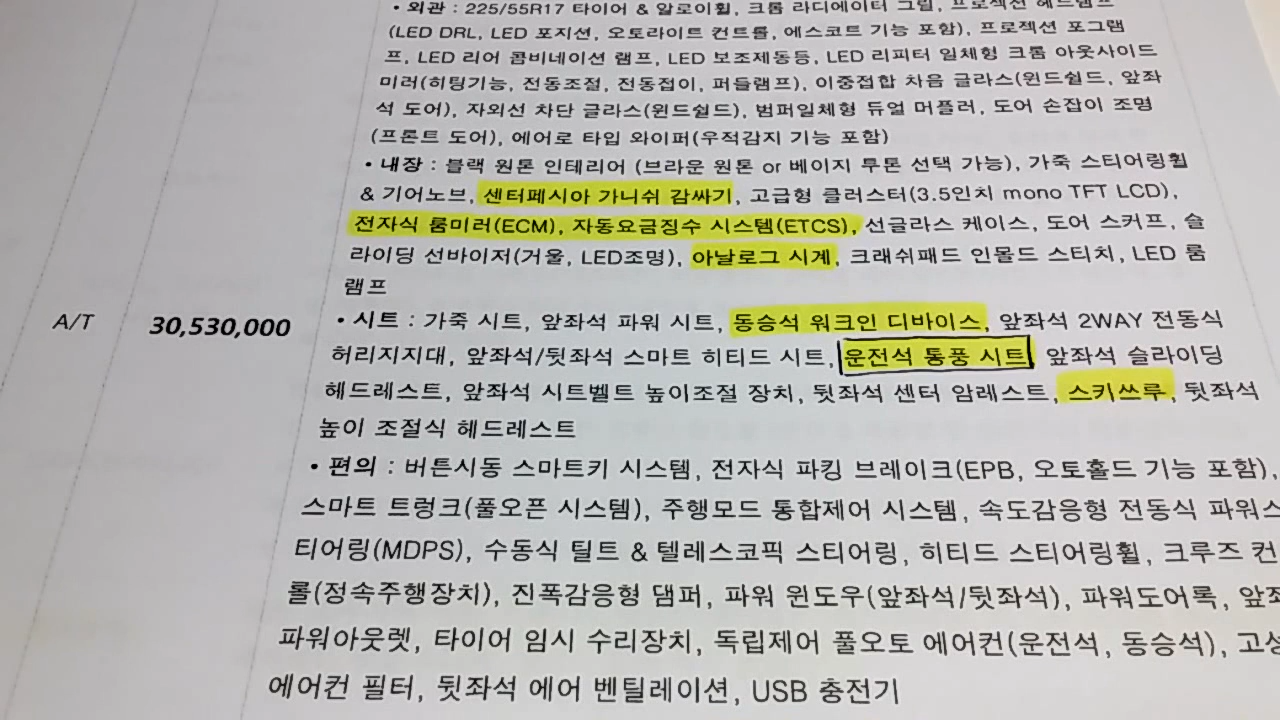 • 외관 : 225/55R17 타이어 & 알로이휠, 크롬 라디에이터 그릴, 프로젝션 헤드램프
(LED DRL, LED 포지션, 오토라이트 컨트롤, 에스코트 기능 포함), 프로젝션 포그램
프, LED 리어 콤비네이션 램프, LED 보조제동등, LED 리피터 일체형 크롬 아웃사이드
미러(히팅기능, 전동조절, 전동접이, 퍼들램프), 이중접합 차음 글라스(윈드쉴드, 앞좌
석 도어), 자외선 차단 글라스(윈드쉴드), 범퍼일체형 듀얼 머플러, 도어 손잡이 조명
(프론트 도어), 에어로 타입 와이퍼(우적감지 기능 포함)
• 내장 : 블랙 원톤 인테리어 (브라운 원톤 or 베이지 투톤 선택 가능), 가죽 스티어링휠
& 기어노브, 센터페시아 가니쉬 감싸기, 고급형 클러스터(3.5인치 mono TFT LCD),
전자식 룸미러(ECM), 자동요금징수 시스템(ETCS), 선글라스 케이스, 도어 스커프, 슬
라이딩 선바이저(거울, LED조명), 아날로그 시계, 크래쉬패드 인몰드 스티치, LED 룸
램프
A/T 30,530,000 • 시트 : 가죽 시트, 앞좌석 파워 시트, 동승석 워크인 디바이스, 앞좌석 2WAY 전동식
허리지지대, 앞좌석/뒷좌석 스마트 히티드 시트, 운전석 통풍 시트, 앞좌석 슬라이딩
헤드레스트, 앞좌석 시트벨트 높이조절 장치, 뒷좌석 센터 암레스트, 스키쓰루, 뒷좌석
높이 조절식 헤드레스트
• 편의 : 버튼시동 스마트키 시스템, 전자식 파킹 브레이크(EPB, 오토홀드 기능 포함),
스마트 트렁크(풀오픈 시스템), 주행모드 통합제어 시스템, 속도감응형 전동식 파워스
티어링(MDPS), 수동식 틸트 & 텔레스코픽 스티어링, 히티드 스티어링휠, 크루즈 컨
롤(정속주행장치), 진폭감응형 댐퍼, 파워 윈도우(앞좌석/뒷좌석), 파워도어록, 앞좌
파워아웃렛, 타이어 임시 수리장치, 독립제어 풀오토 에어컨(운전석, 동승석), 고성
에어컨 필터, 뒷좌석 에어 벤틸레이션, USB 충전기